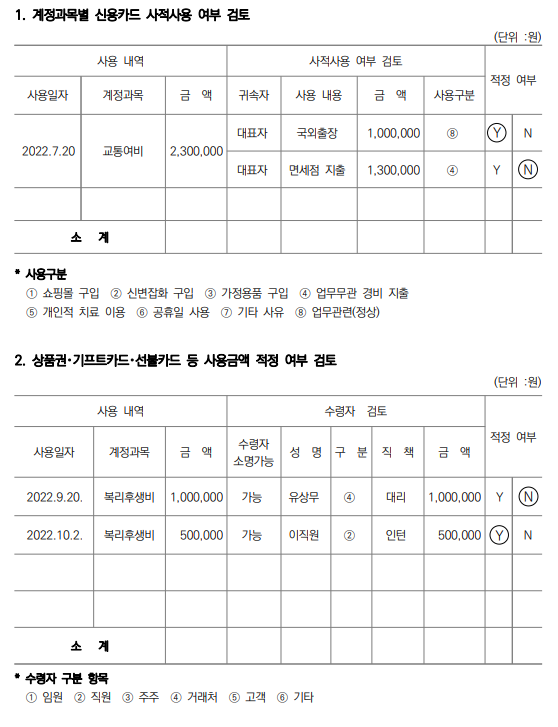 1. 계정과목별 신용카드 사적사용 여부 검토
(단위 :원)
사용 내역 사적사용 여부 검토 적정 여부
사용일자 계정과목 금 액 귀속자 사용 내용 금 액 사용구분
2022.7.20 교통여비 2,300,000 대표자 국외출장 1,000,000 ⑧ Y N
대표자 면세점 지출 1,300,000 ④ Y N
소 계
* 사용구분
① 쇼핑몰 구입 ② 신변잡화 구입 ③ 가정용품 구입 ④ 업무무관 경비 지출
⑤ 개인적 치료 이용 ⑥ 공휴일 사용 ⑦ 기타 사유 ⑧ 업무관련(정상)
2. 상품권·기프트카드·선불카드 등 사용금액 적정 여부 검토
(단위 :원)
사용 내역 수령자 검토 적정 여부
사용일자 계정과목 금 액 수령자 소명가능 성 명 구 분 직 책 금 액
2022.9.20. 복리후생비 1,000,000 가능 유상무 ④ 대리 1,000,000 Y N
2022.10.2. 복리후생비 500,000 가능 이직원 ② 인턴 500,000 Y N
소 계
* 수령자 구분 항목
① 임원 ② 직원 ③ 주주 ④ 거래처 ⑤ 고객 ⑥ 기타